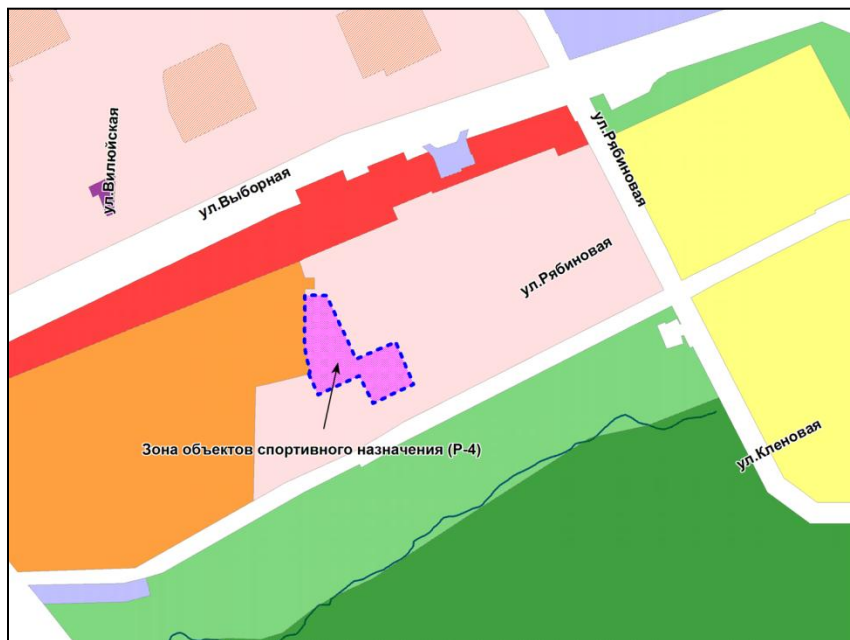 ул.Вилюйская
ул.Выборная
ул.Рябиновая
ул.Рябиновая
Зона объектов спортивного назначения (Р-4)
ул.Кленовая